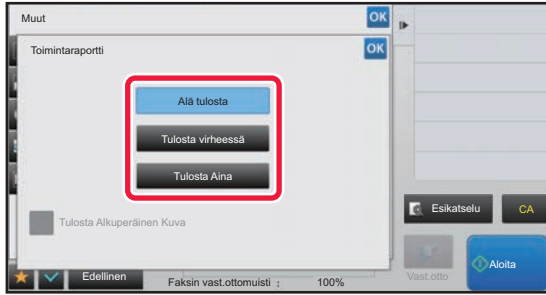 Muut
OK
Toimintaraportti
OK
Älä tulosta
Tulosta virheessä
Tulosta Aina
Tulosta Alkuperäinen Kuva
Esikatselu
CA
Edellinen
Faksin vast.ottomuisti :
100%
Vast.otto
Aloita